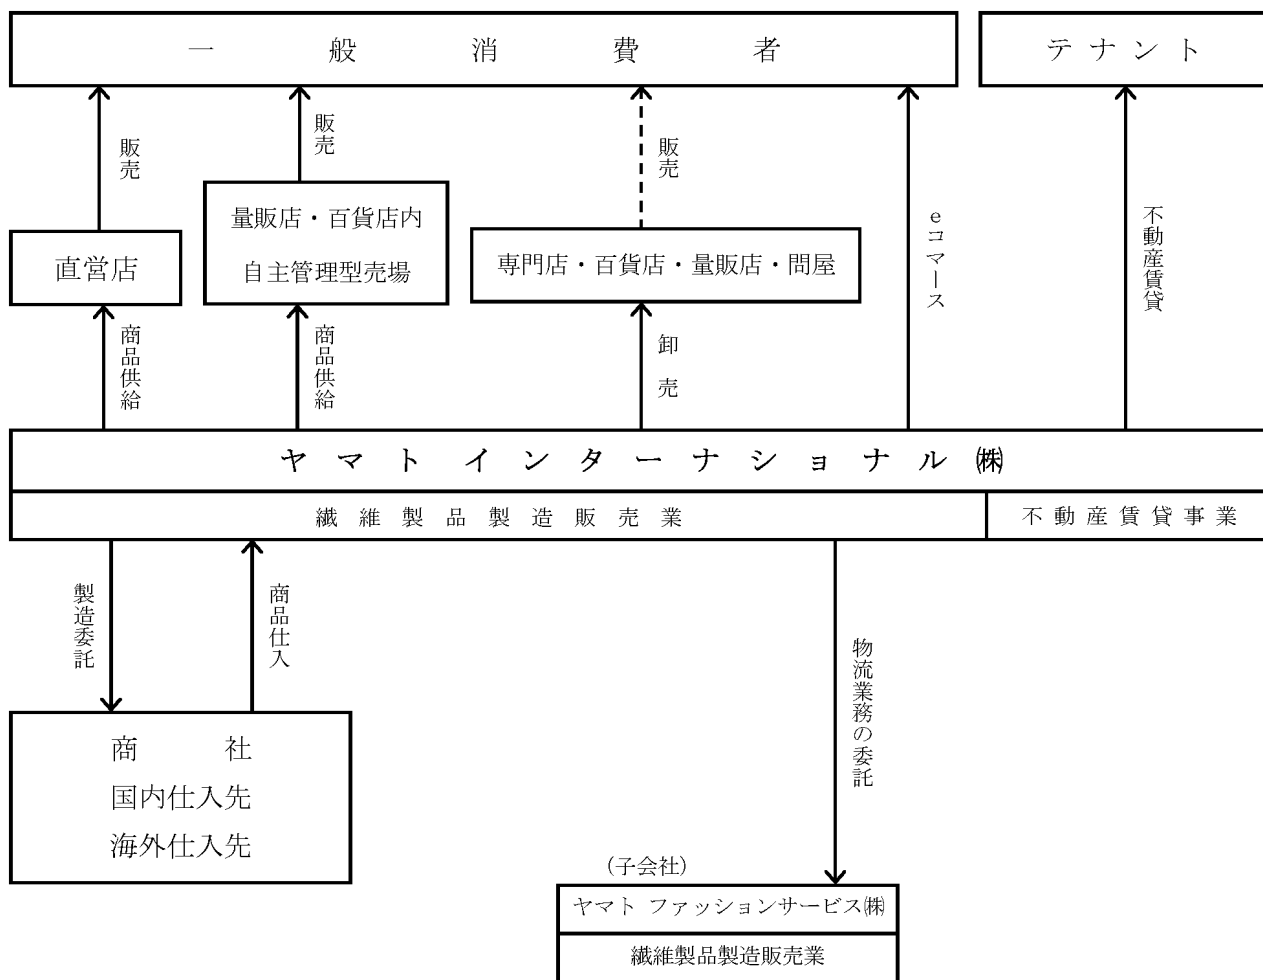 一般消費者
テナント
販売
販売
販売
eコマース
不動産賃貸
直営店
量販店・百貨店内
自主管理型売場
専門店・百貨店・量販店・問屋
商品供給
商品供給
卸売
ヤマトインターナショナル㈱
繊維製品製造販売業
不動産賃貸事業
製造委託
商品仕入
物流業務の委託
商社
国内仕入先
海外仕入先
(子会社)
ヤマト ファッションサービス㈱
繊維製品製造販売業